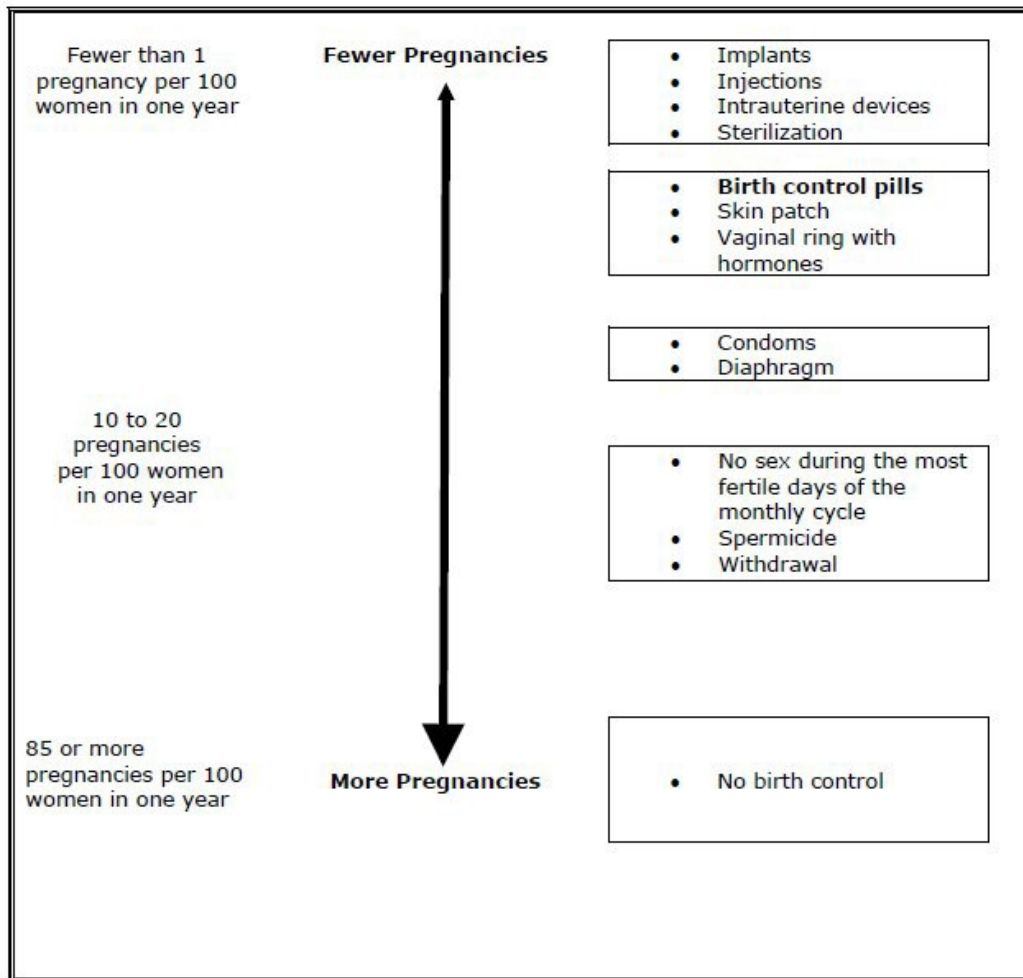 Fewer than 1
pregnancy per 100
women in one year
Fewer Pregnancies
• Implants
• Injections
• Intrauterine devices
• Sterilization
• Birth control pills
• Skin patch
• Vaginal ring with
hormones
• Condoms
• Diaphragm
10 to 20
pregnancies
per 100 women
in one year
• No sex during the most
fertile days of the
monthly cycle
• Spermicide
• Withdrawal
85 or more
pregnancies per 100
women in one year
More Pregnancies
• No birth control